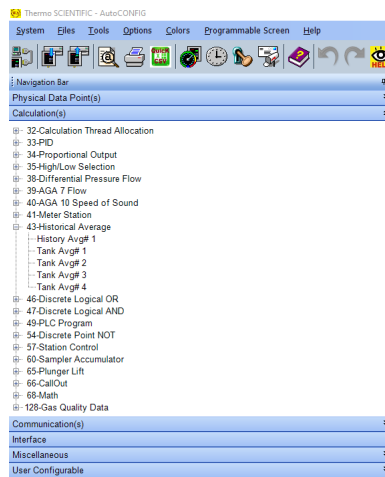 Thermo SCIENTIFIC - AutoCONFIG
System Files Tools Options Colors Programmable Screen Help
Quick
CSV
HEL
Navigation Bar
Physical Data Point(s)
Calculation(s)
32-Calculation Thread Allocation
33-PID
34-Proportional Output
35-High/Low Selection
38-Differential Pressure Flow
39-AGA 7 Flow
40-AGA 10 Speed of Sound
41-Meter Station
43-Historical Average
History Avg# 1
Tank Avg# 1
Tank Avg# 2
Tank Avg# 3
Tank Avg# 4
46-Discrete Logical OR
47-Discrete Logical AND
49-PLC Program
54-Discrete Point NOT
57-Station Control
60-Sampler Accumulator
65-Plunger Lift
66-CallOut
68-Math
128-Gas Quality Data
Communication(s)
Interface
Miscellaneous
User Configurable